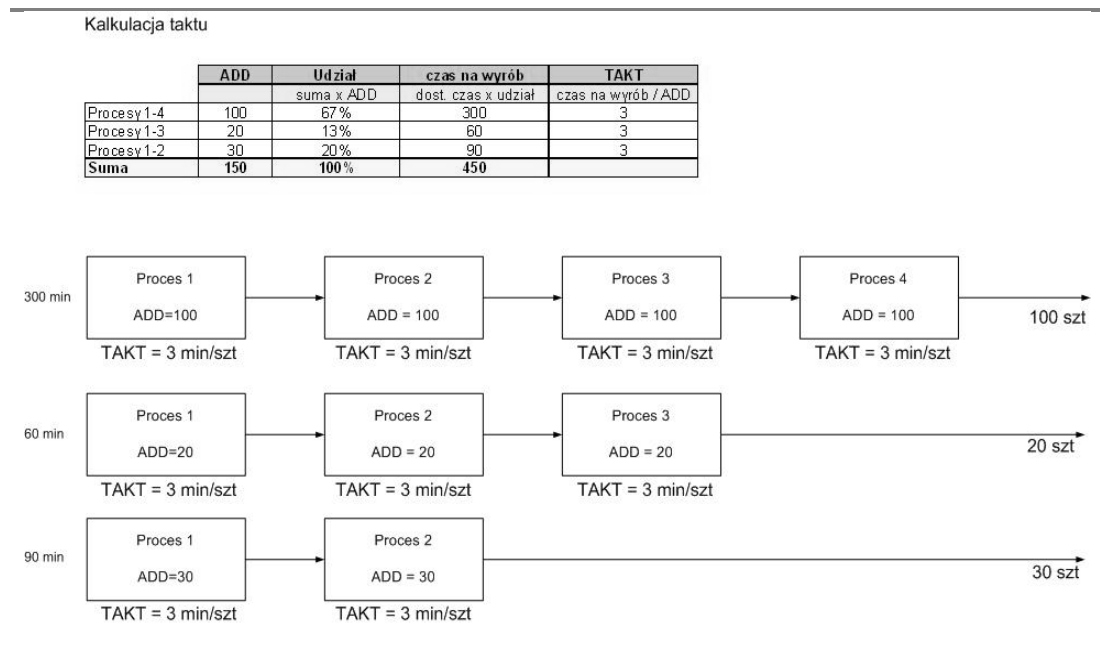 Kalkulacja taktu
ADD Udział czas na wyrób TAKT
suma x ADD dost. czas x udział czas na wyrób / ADD
Procesy 1-4 100 67% 300 3
Procesy 1-3 20 13% 60 3
Procesy 1-2 30 20% 90 3
Suma 150 100% 450
Proces 1 Proces 2 Proces 3 Proces 4
300 min
ADD=100 ADD = 100 ADD = 100 ADD = 100 100 szt
TAKT = 3 min/szt TAKT = 3 min/szt TAKT = 3 min/szt TAKT = 3 min/szt
Proces 1 Proces 2 Proces 3
60 min
ADD=20 ADD = 20 ADD = 20 20 szt
TAKT = 3 min/szt TAKT = 3 min/szt TAKT = 3 min/szt
Proces 1 Proces 2
90 min
ADD=30 ADD = 30 30 szt
TAKT = 3 min/szt TAKT = 3 min/szt